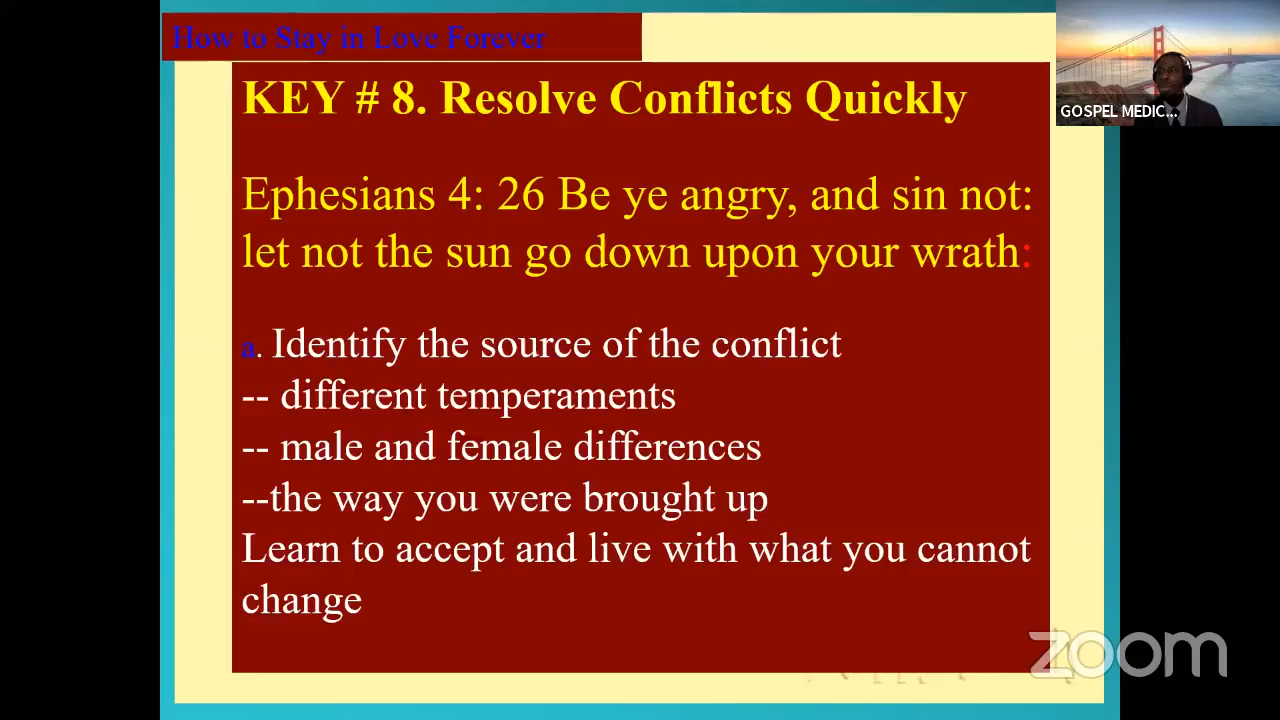 How to Stay in Love Forever
KEY # 8. Resolve Conflicts Quickly
GOSPEL MEDIC...
Ephesians 4: 26 Be ye angry, and sin not:
let not the sun go down upon your wrath:
a. Identify the source of the conflict
-- different temperaments
-- male and female differences
--the way you were brought up
Learn to accept and live with what you cannot
change
zoom